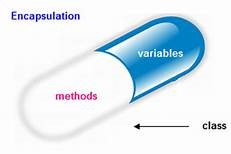 Encapsulation
variables
methods
class